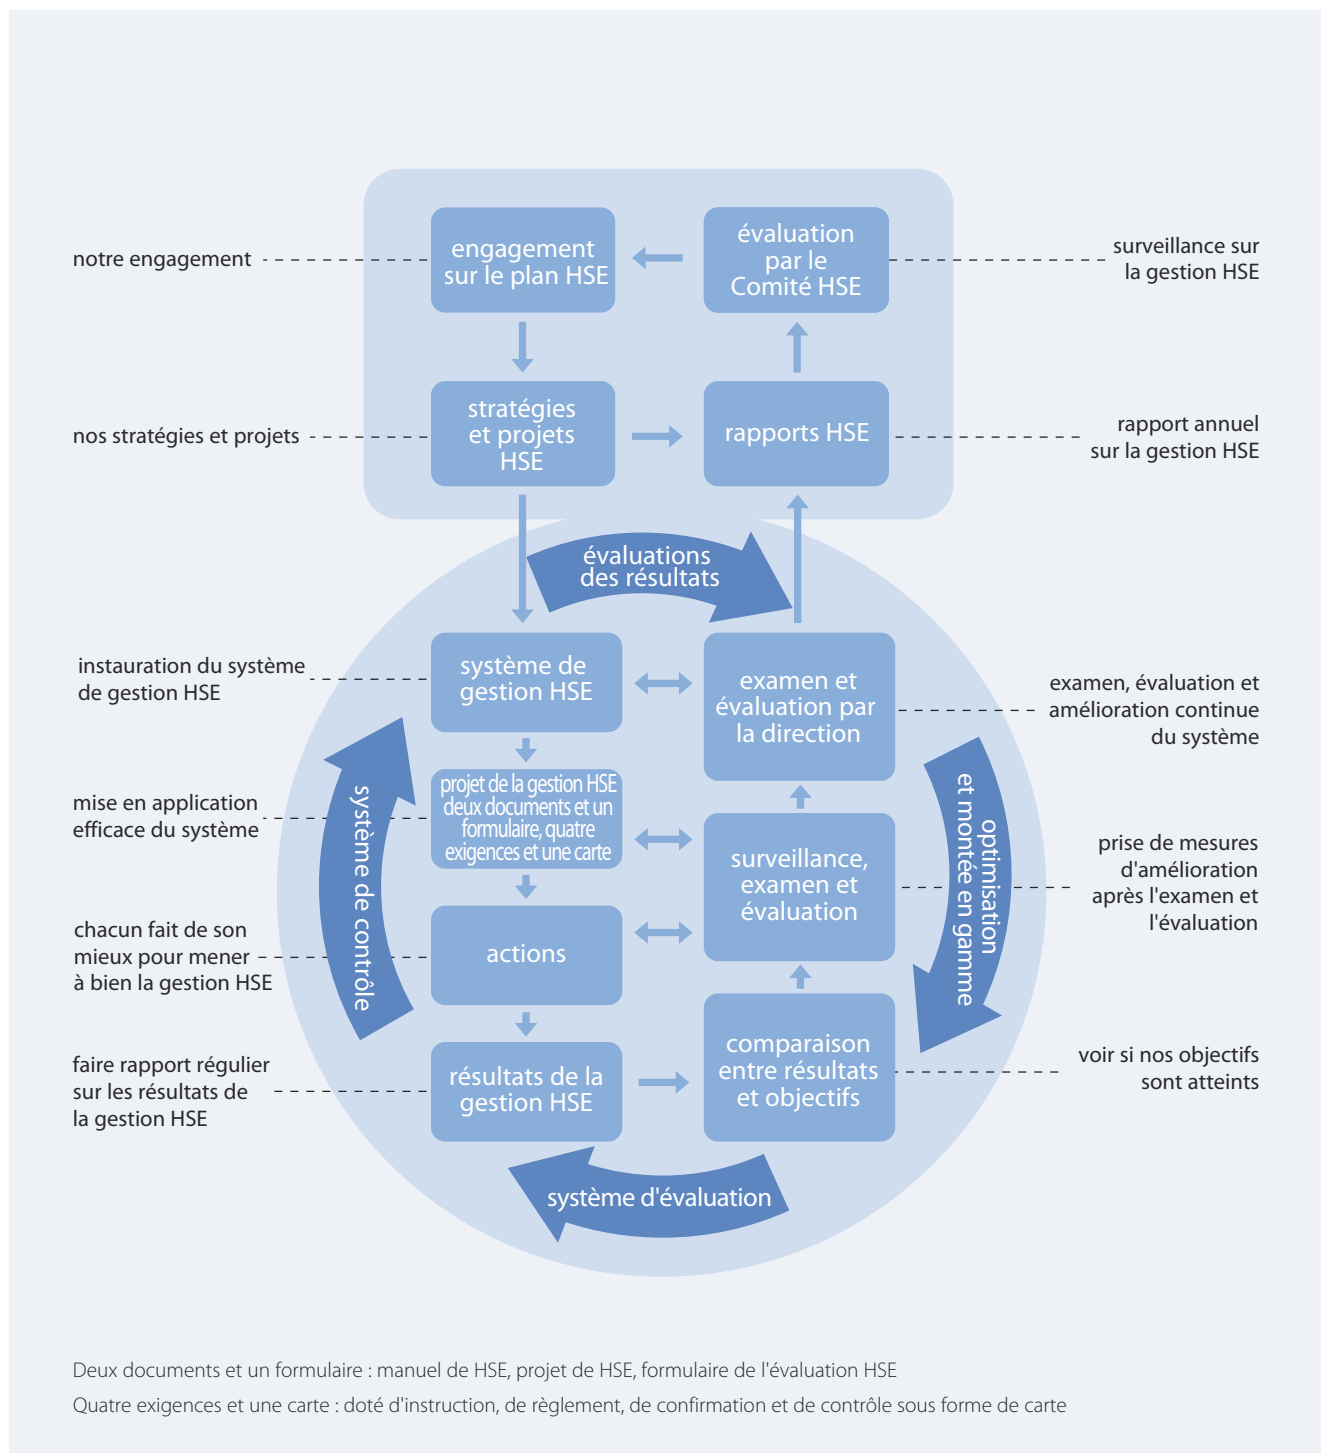 notre engagement
engagement
sur le plan HSE
évaluation
par le
Comité HSE
surveillance sur
la gestion HSE
nos stratégies et projets
stratégies
et projets
HSE
rapports HSE
rapport annuel
sur la gestion HSE
évaluations
des résultats
instauration du système
de gestion HSE
système de
gestion HSE
examen et
évaluation par
la direction
examen, évaluation et
amélioration continue
du système
mise en application
efficace du système
système de contrôle
projet de la gestion HSE
deux documents et un
formulaire, quatre
exigences et une carte
surveillance,
examen et
évaluation
optimisation
et montée en gamme
prise de mesures
d'amélioration
après l'examen et
l'évaluation
chacun fait de son
mieux pour mener
à bien la gestion HSE
actions
faire rapport régulier
sur les résultats de
la gestion HSE
résultats de la
gestion HSE
comparaison
entre résultats
et objectifs
voir si nos objectifs
sont atteints
système d'évaluation
Deux documents et un formulaire : manuel de HSE, projet de HSE, formulaire de l'évaluation HSE
Quatre exigences et une carte : doté d'instruction, de règlement, de confirmation et de contrôle sous forme de carte